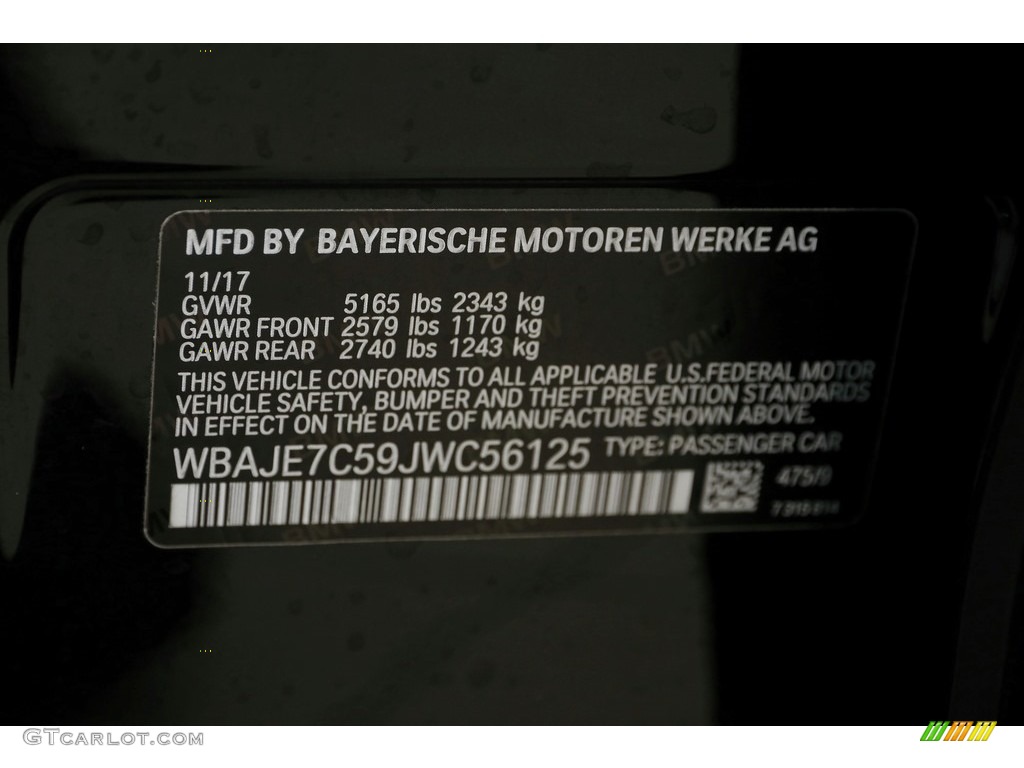 MFD BY BAYERISCHE MOTOREN WERKE AG
11/17
GVWR 5165 lbs 2343 kg
GAWR FRONT 2579 lbs 1170 kg
GAWR REAR 2740 lbs 1243 kg
THIS VEHICLE CONFORMS TO ALL APPLICABLE U.S.FEDERAL MOTOR
VEHICLE SAFETY, BUMPER AND THEFT PREVENTION STANDARDS
IN EFFECT ON THE DATE OF MANUFACTURE SHOWN ABOVE.
WBAJE7C59JWC56125 TYPE: PASSENGER CAR
475/9
GTCARLOT.COM